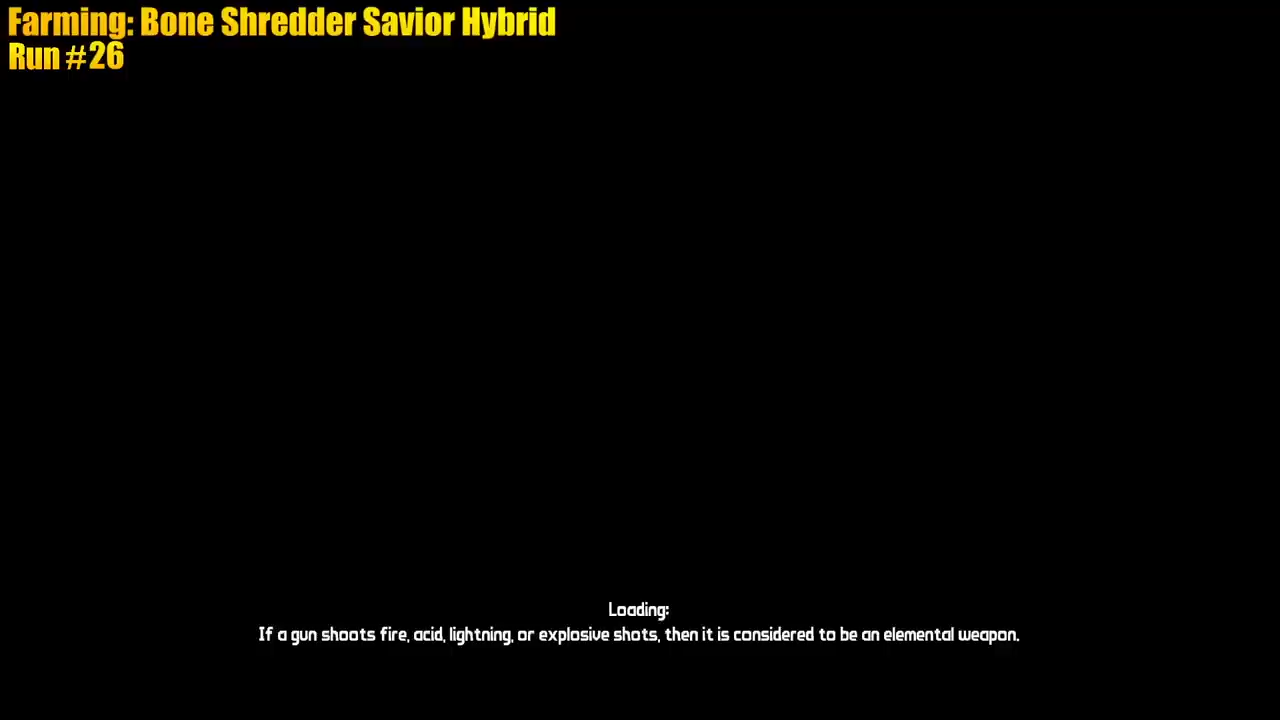 Farming: Bone Shredder Savior Hybrid
Run #26
Loading:
If a gun shoots fire, acid, lightning, or explosive shots, then it is considered to be an elemental weapon.